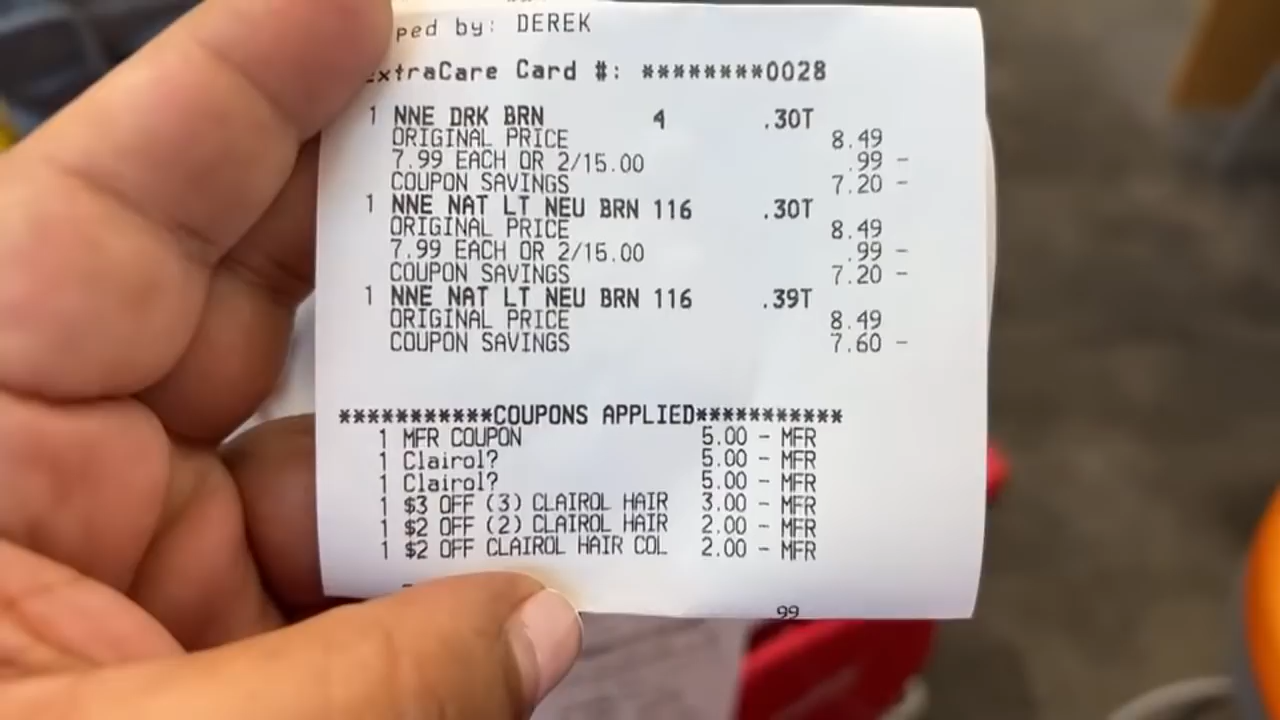 ped by: DEREK
xtraCare Card #: ********0028
1 NNE DRK BRN 4 .30T
ORIGINAL PRICE 8.49
7.99 EACH OR 2/15.00 .99 -
COUPON SAVINGS 7.20 -
1 NNE NAT LT NEU BRN 116 .30T
ORIGINAL PRICE 8.49
7.99 EACH OR 2/15.00 .99 -
COUPON SAVINGS 7.20 -
1 NNE NAT LT NEU BRN 116 .39T
ORIGINAL PRICE 8.49
COUPON SAVINGS 7.60 -
***********COUPONS APPLIED***********
1 MFR COUPON 5.00 - MFR
1 Clairol? 5.00 - MFR
1 Clairol? 5.00 - MFR
1 $3 OFF (3) CLAIROL HAIR 3.00 - MFR
1 $2 OFF (2) CLAIROL HAIR 2.00 - MFR
1 $2 OFF CLAIROL HAIR COL 2.00 - MFR
99